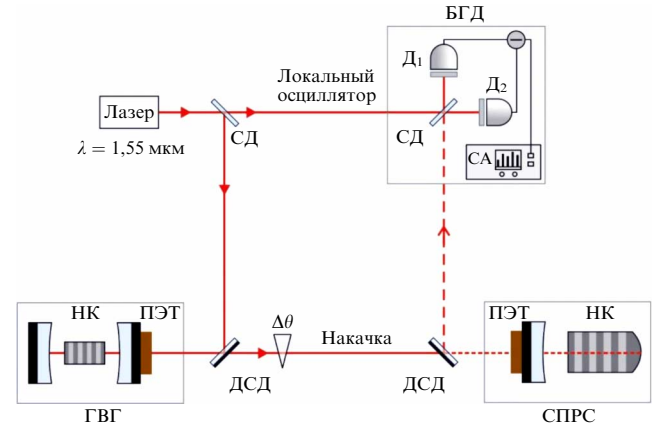 БГД
Д1
Д2
Локальный
осциллятор
Лазер
СД
СД
СА
λ = 1,55 мкм
НК
ПЭТ
Δθ
Накачка
ПЭТ
НК
ДСД
ДСД
ГВГ
СПРС